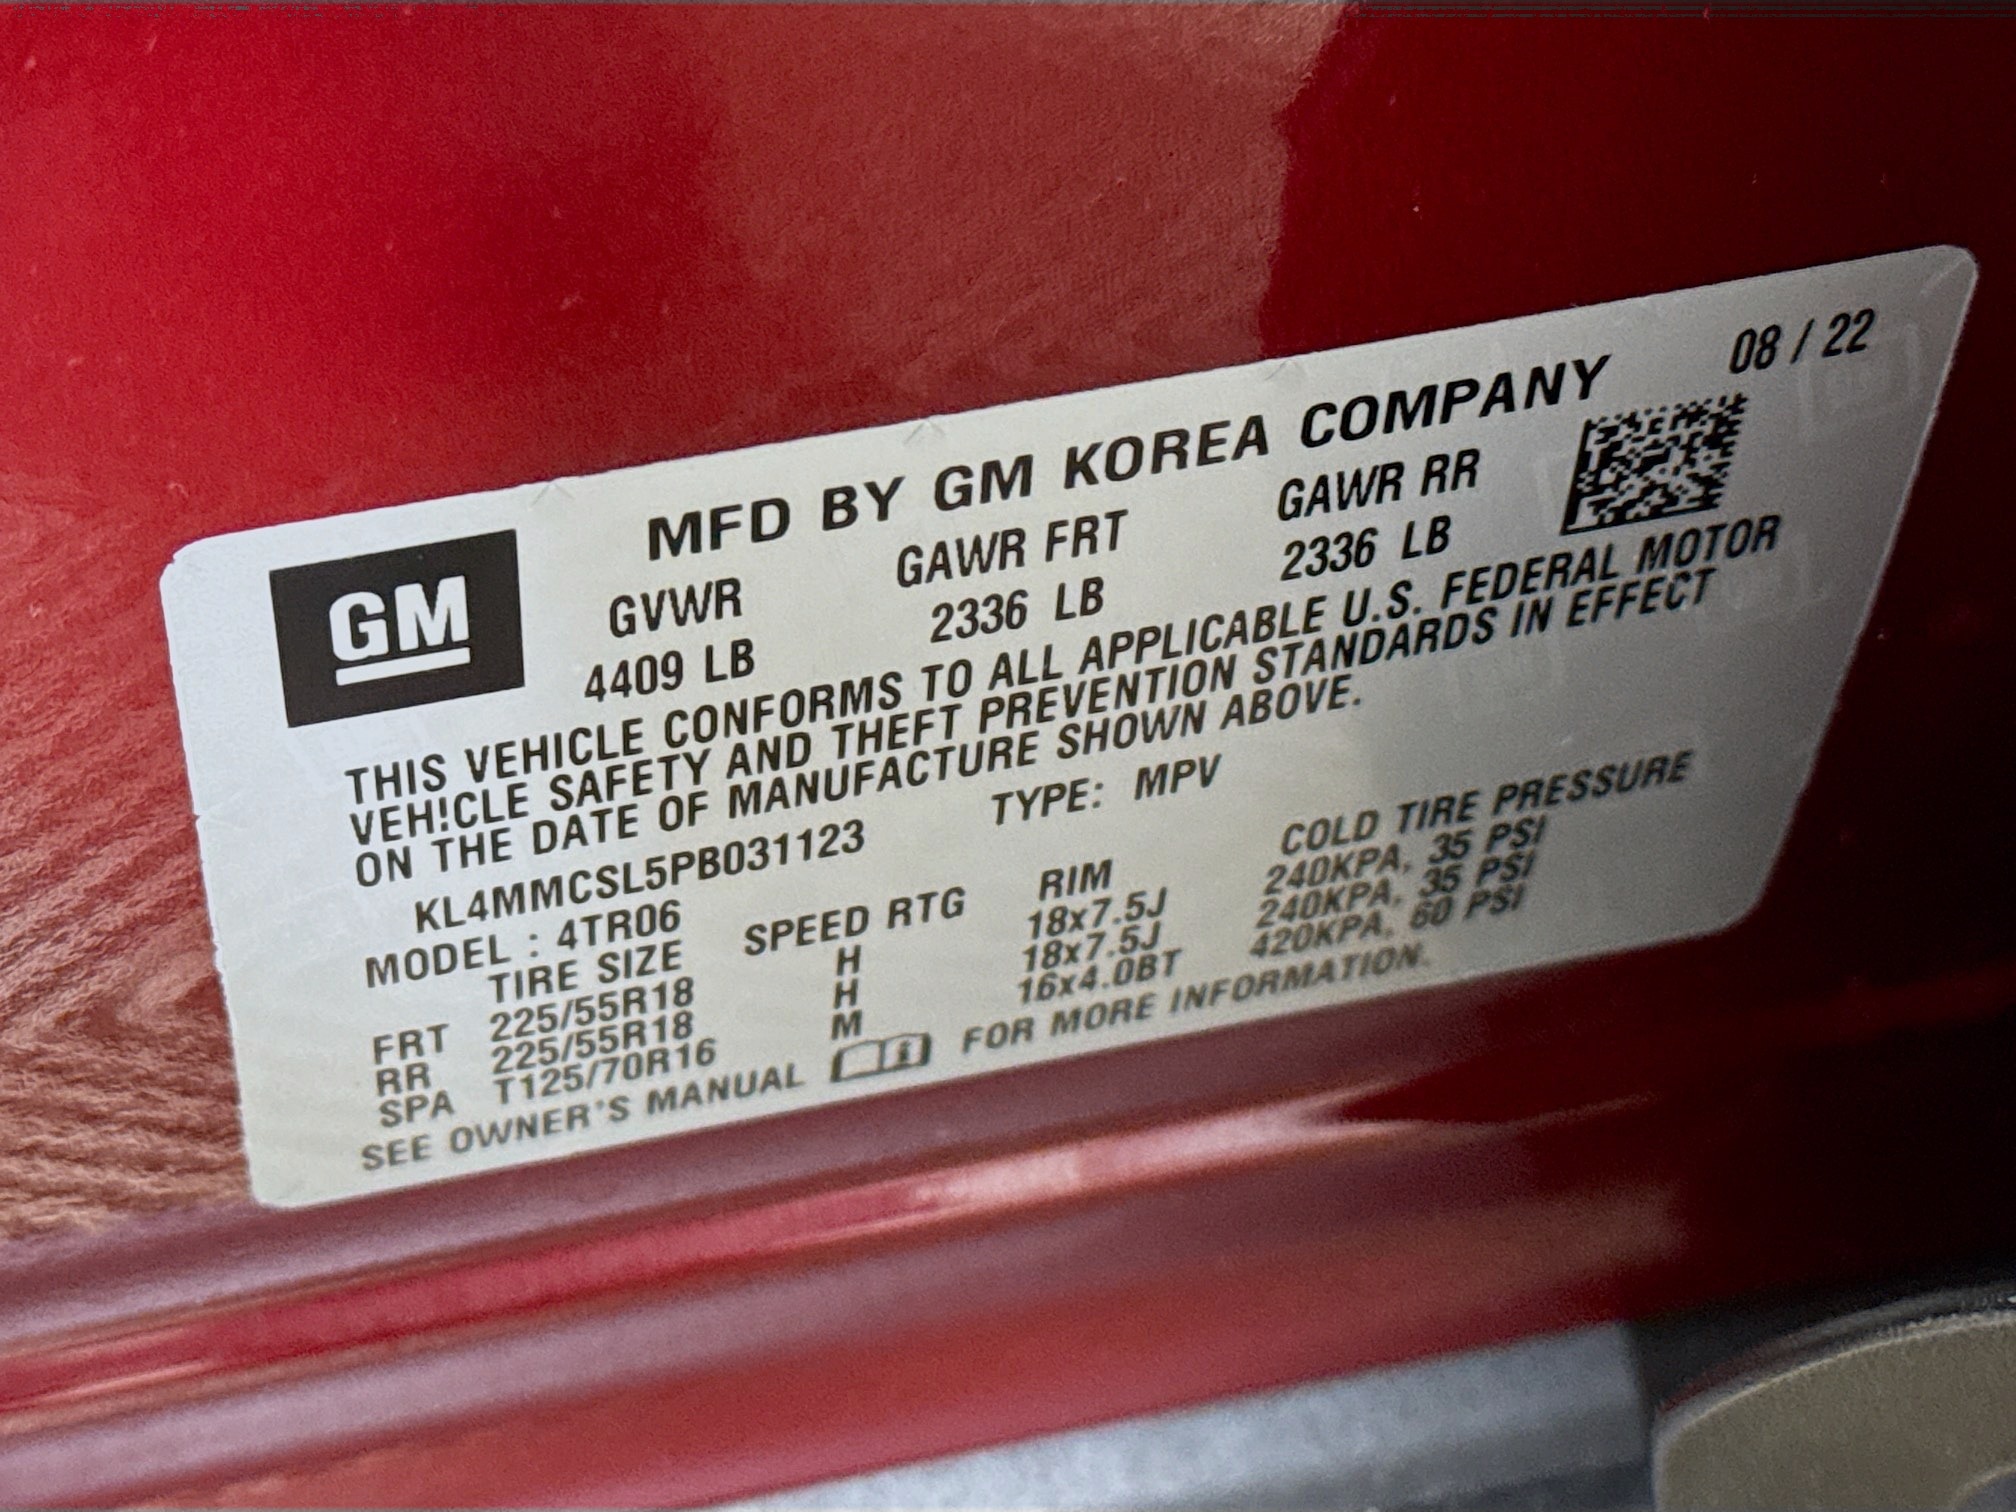 MFD BY GM KOREA COMPANY 08 / 22
GM
GVWR GAWR FRT GAWR RR
4409 LB 2336 LB 2336 LB
THIS VEHICLE CONFORMS TO ALL APPLICABLE U.S. FEDERAL MOTOR
VEH!CLE SAFETY AND THEFT PREVENTION STANDARDS IN EFFECT
ON THE DATE OF MANUFACTURE SHOWN ABOVE.
KL4MMCSL5PB031123 TYPE: MPV
MODEL : 4TR06
TIRE SIZE SPEED RTG RIM COLD TIRE PRESSURE
FRT 225/55R18 H 18x7.5J 240KPA, 35 PSI
RR 225/55R18 H 18x7.5J 240KPA, 35 PSI
SPA T125/70R16 M 16x4.0BT 420KPA, 60 PSI
SEE OWNER'S MANUAL FOR MORE INFORMATION.